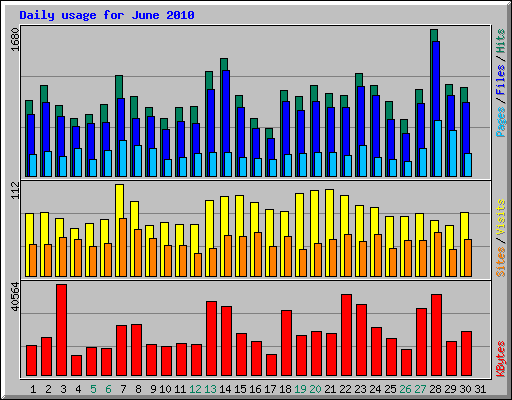 Daily usage for June 2010
1680
Pages / Files / Hits
112
Sites / Visits
40564
KBytes
1 2 3 4 5 6 7 8 9 10 11 12 13 14 15 16 17 18 19 20 21 22 23 24 25 26 27 28 29 30 31